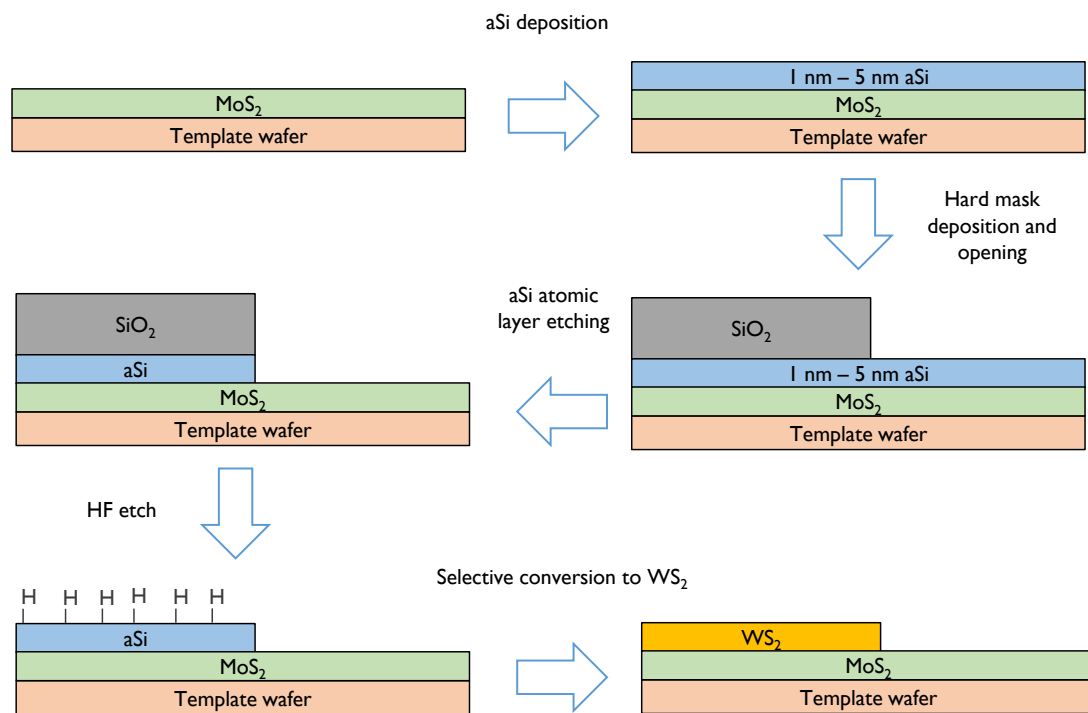 aSi deposition
MoS₂
Template wafer
1 nm – 5 nm aSi
MoS₂
Template wafer
Hard mask
deposition and
opening
SiO₂
1 nm – 5 nm aSi
MoS₂
Template wafer
aSi atomic
layer etching
SiO₂
aSi
MoS₂
Template wafer
HF etch
H H H H H H
aSi
MoS₂
Template wafer
Selective conversion to WS₂
WS₂
MoS₂
Template wafer